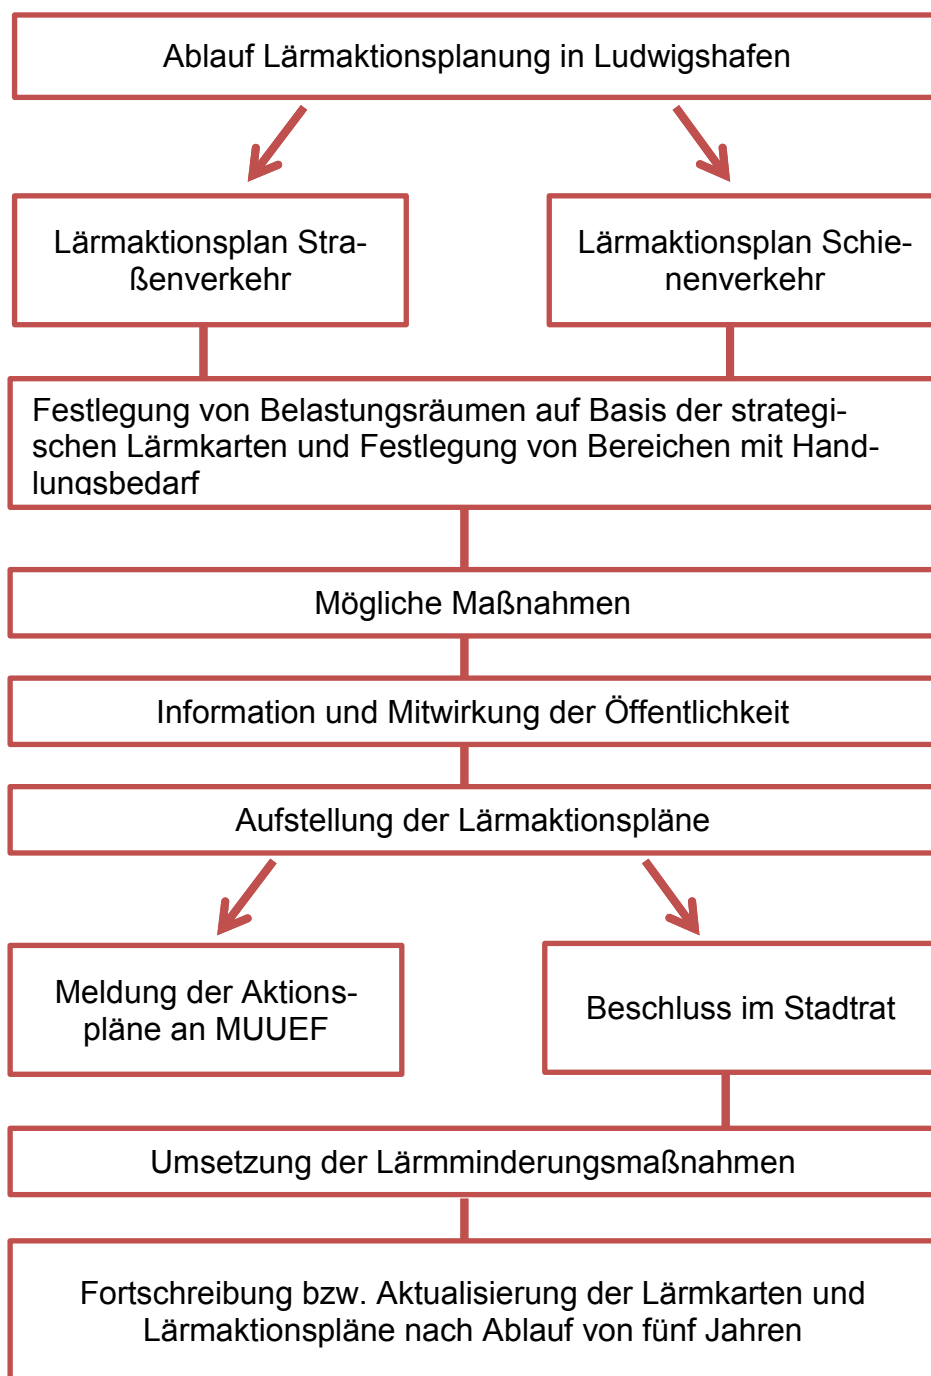 Ablauf Lärmaktionsplanung in Ludwigshafen
Lärmaktionsplan Stra-
ßenverkehr
Lärmaktionsplan Schie-
nenverkehr
Festlegung von Belastungsräumen auf Basis der strategi-
schen Lärmkarten und Festlegung von Bereichen mit Hand-
lungsbedarf
Mögliche Maßnahmen
Information und Mitwirkung der Öffentlichkeit
Aufstellung der Lärmaktionspläne
Meldung der Aktions-
pläne an MUUEF
Beschluss im Stadtrat
Umsetzung der Lärmminderungsmaßnahmen
Fortschreibung bzw. Aktualisierung der Lärmkarten und
Lärmaktionspläne nach Ablauf von fünf Jahren